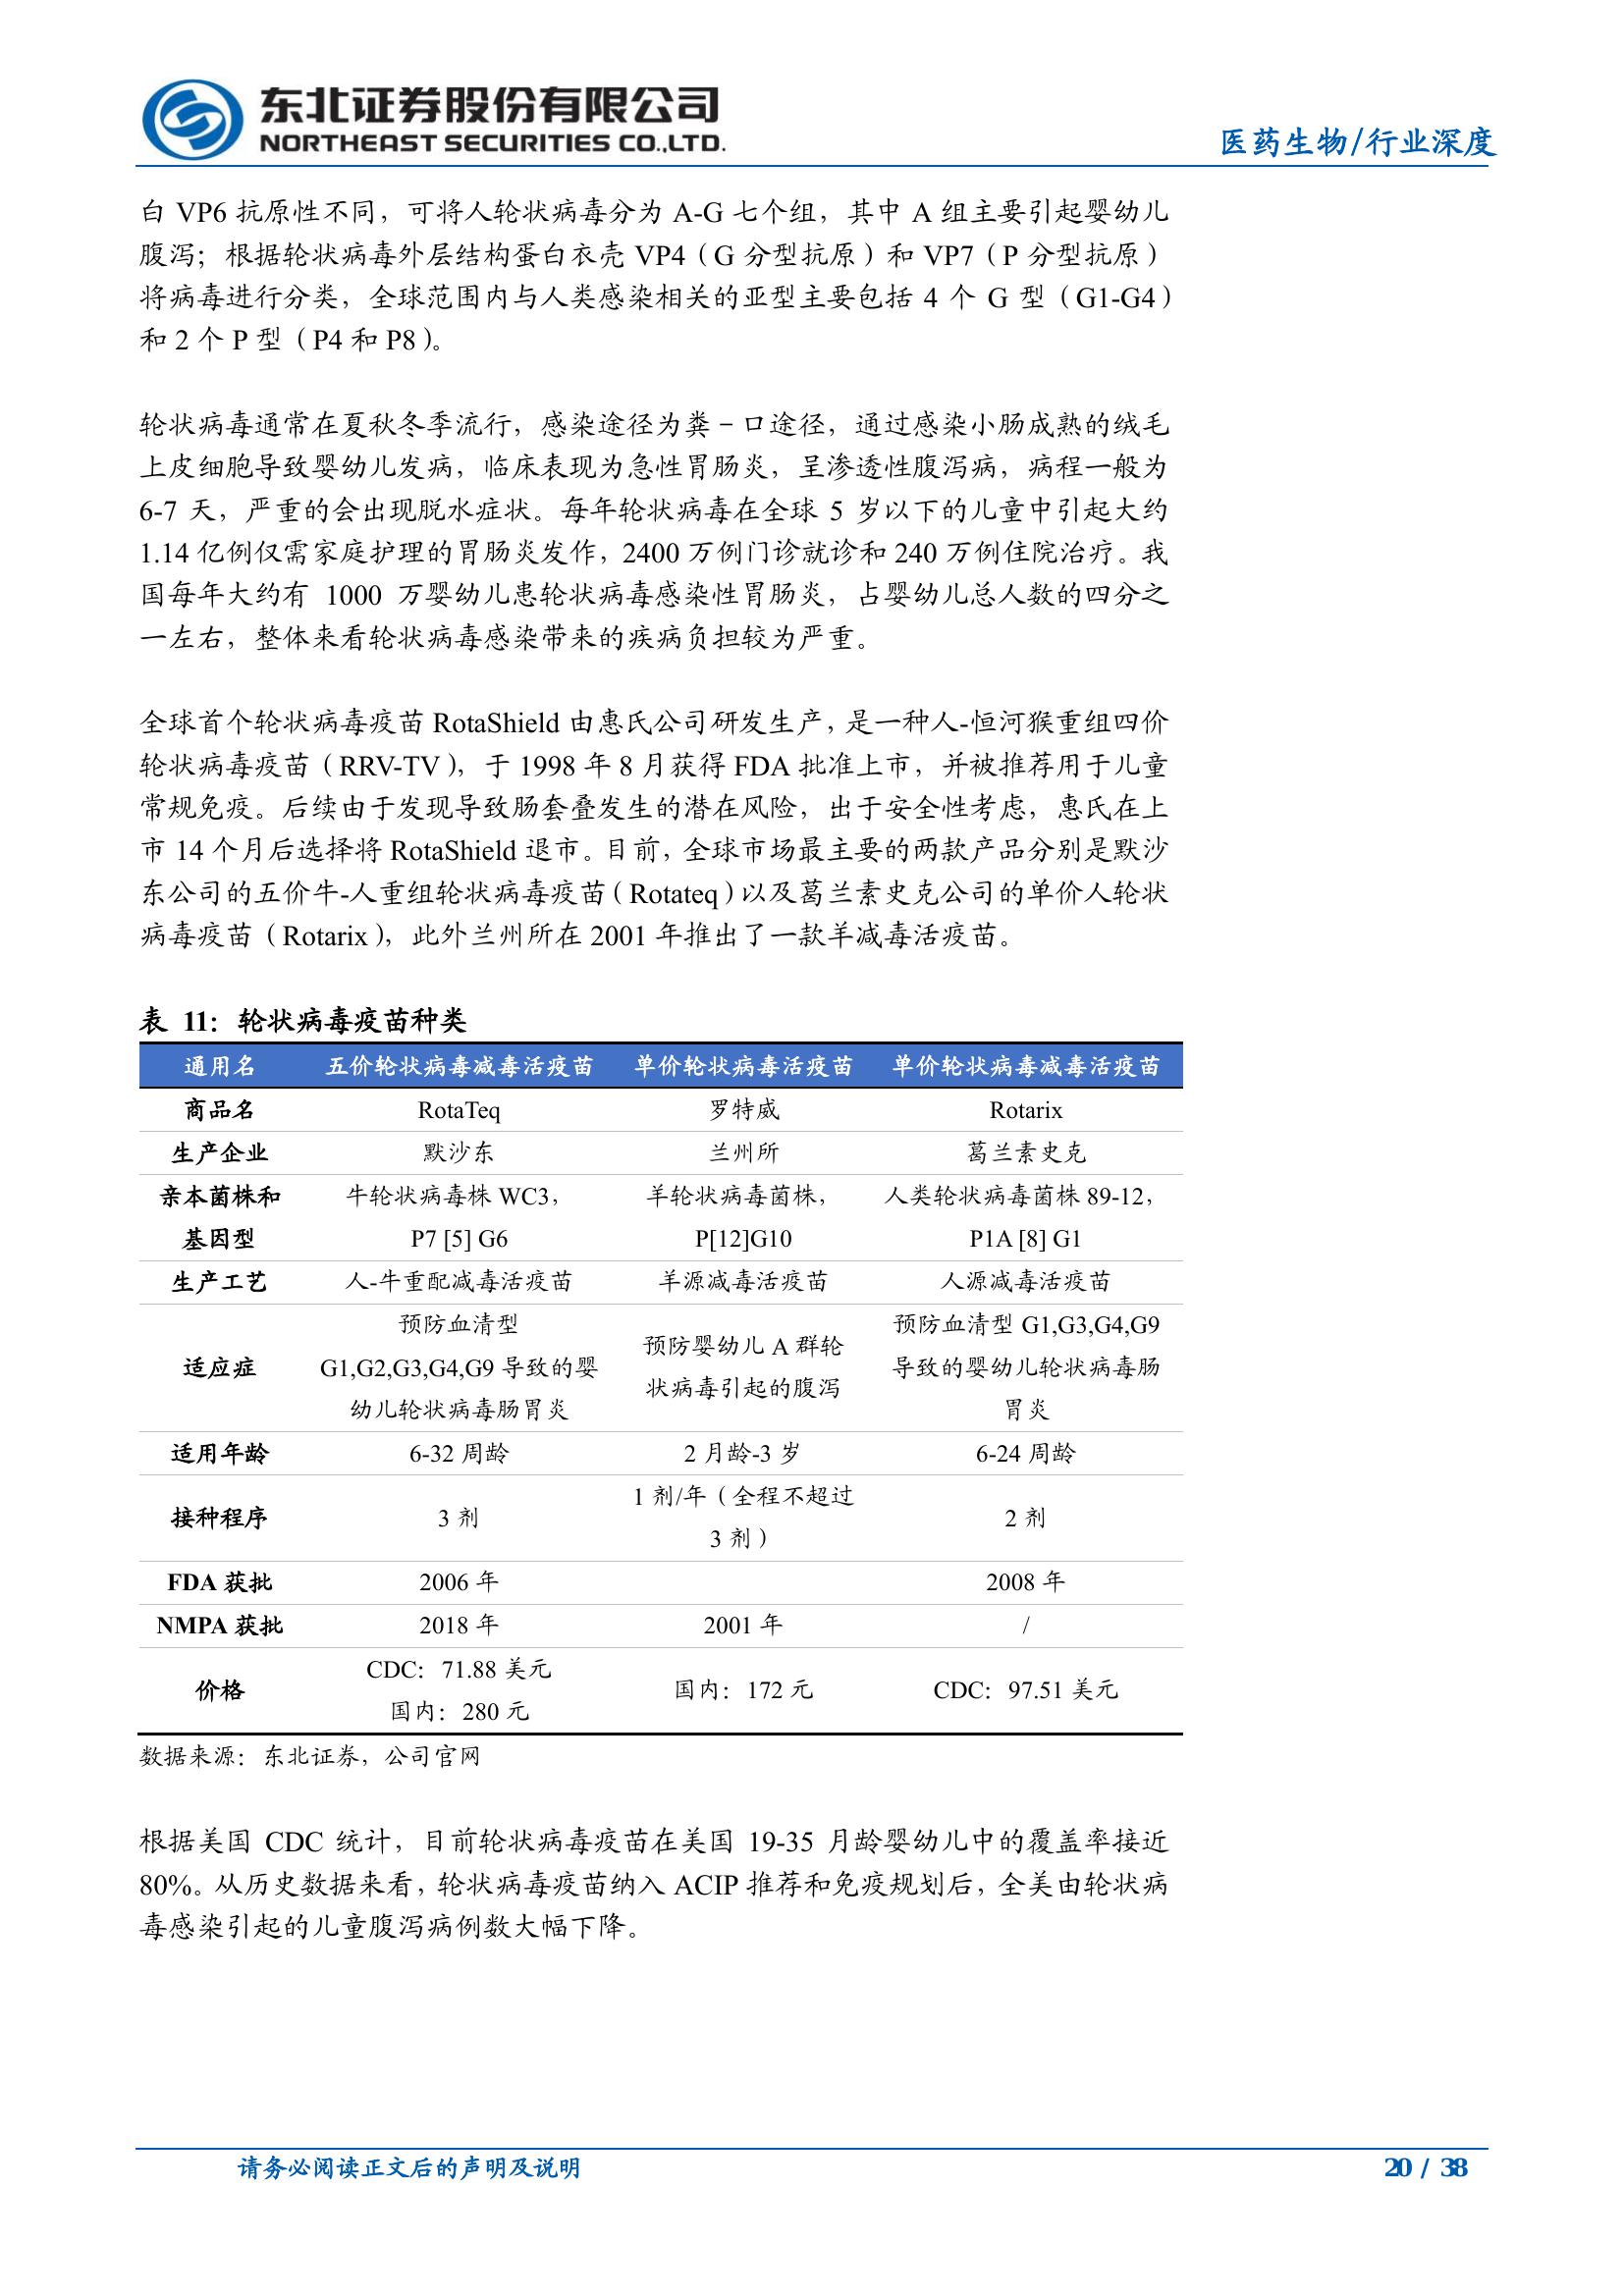 东北证券股份有限公司
NORTHEAST SECURITIES CO.,LTD.
医药生物/行业深度
白 VP6 抗原性不同，可将人轮状病毒分为 A-G 七个组，其中 A 组主要引起婴幼儿
腹泻；根据轮状病毒外层结构蛋白衣壳 VP4（G 分型抗原）和 VP7（P 分型抗原）
将病毒进行分类，全球范围内与人类感染相关的亚型主要包括 4 个 G 型（G1-G4）
和 2 个 P 型（P4 和 P8）。
轮状病毒通常在夏秋冬季流行，感染途径为粪－口途径，通过感染小肠成熟的绒毛
上皮细胞导致婴幼儿发病，临床表现为急性胃肠炎，呈渗透性腹泻病，病程一般为
6-7 天，严重的会出现脱水症状。每年轮状病毒在全球 5 岁以下的儿童中引起大约
1.14 亿例仅需家庭护理的胃肠炎发作，2400 万例门诊就诊和 240 万例住院治疗。我
国每年大约有 1000 万婴幼儿患轮状病毒感染性胃肠炎，占婴幼儿总人数的四分之
一左右，整体来看轮状病毒感染带来的疾病负担较为严重。
全球首个轮状病毒疫苗 RotaShield 由惠氏公司研发生产，是一种人-恒河猴重组四价
轮状病毒疫苗（RRV-TV），于 1998 年 8 月获得 FDA 批准上市，并被推荐用于儿童
常规免疫。后续由于发现导致肠套叠发生的潜在风险，出于安全性考虑，惠氏在上
市 14 个月后选择将 RotaShield 退市。目前，全球市场最主要的两款产品分别是默沙
东公司的五价牛-人重组轮状病毒疫苗（Rotateq）以及葛兰素史克公司的单价人轮状
病毒疫苗（Rotarix），此外兰州所在 2001 年推出了一款羊减毒活疫苗。
表 11：轮状病毒疫苗种类
通用名 五价轮状病毒减毒活疫苗 单价轮状病毒活疫苗 单价轮状病毒减毒活疫苗
商品名 RotaTeq 罗特威 Rotarix
生产企业 默沙东 兰州所 葛兰素史克
亲本菌株和 牛轮状病毒株 WC3， 羊轮状病毒菌株， 人类轮状病毒菌株 89-12，
基因型 P7 [5] G6 P[12]G10 P1A [8] G1
生产工艺 人-牛重配减毒活疫苗 羊源减毒活疫苗 人源减毒活疫苗
适应症
预防血清型
G1,G2,G3,G4,G9 导致的婴
幼儿轮状病毒肠胃炎
预防婴幼儿 A 群轮
状病毒引起的腹泻
预防血清型 G1,G3,G4,G9
导致的婴幼儿轮状病毒肠
胃炎
适用年龄 6-32 周龄 2 月龄-3 岁 6-24 周龄
接种程序
3 剂
1 剂/年（全程不超过
3 剂）
2 剂
FDA 获批 2006 年 2008 年
NMPA 获批 2018 年 2001 年 /
价格
CDC：71.88 美元
国内：280 元
国内：172 元
CDC：97.51 美元
数据来源：东北证券，公司官网
根据美国 CDC 统计，目前轮状病毒疫苗在美国 19-35 月龄婴幼儿中的覆盖率接近
80%。从历史数据来看，轮状病毒疫苗纳入 ACIP 推荐和免疫规划后，全美由轮状病
毒感染引起的儿童腹泻病例数大幅下降。
请务必阅读正文后的声明及说明
20 / 38